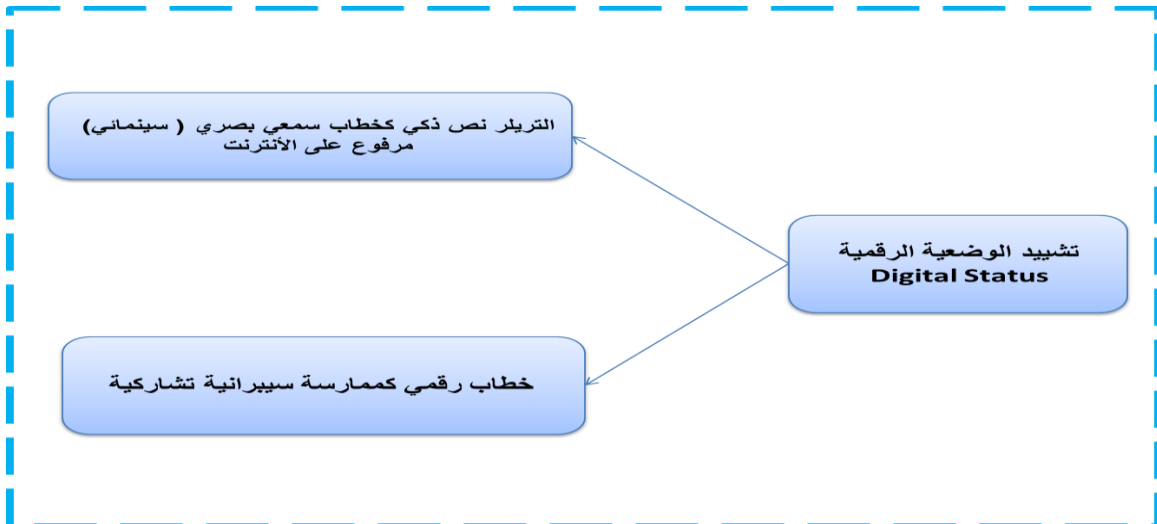 تشييد الوضعية الرقمية
Digital Status
التريلر نص ذكي كخطاب سمعي بصري ( سينمائي)
مرفوع على الأنترنت
خطاب رقمي كممارسة سيبرانية تشاركية